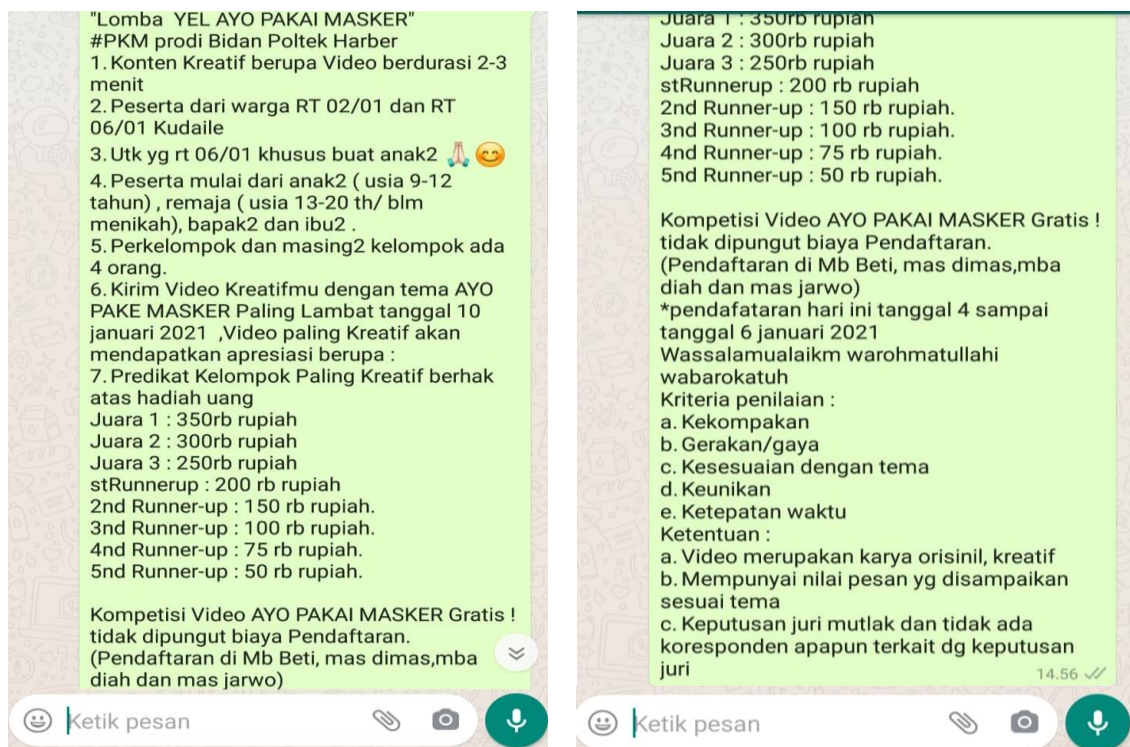 "Lomba YEL AYO PAKAI MASKER"
#PKM prodi Bidan Poltek Harber
1. Konten Kreatif berupa Video berdurasi 2-3
menit
2. Peserta dari warga RT 02/01 dan RT
06/01 Kudaile
3. Utk yg rt 06/01 khusus buat anak2 🙏😊
4. Peserta mulai dari anak2 ( usia 9-12
tahun) , remaja ( usia 13-20 th/ blm
menikah), bapak2 dan ibu2 .
5. Perkelompok dan masing2 kelompok ada
4 orang.
6. Kirim Video Kreatifmu dengan tema AYO
PAKE MASKER Paling Lambat tanggal 10
januari 2021 ,Video paling Kreatif akan
mendapatkan apresiasi berupa :
7. Predikat Kelompok Paling Kreatif berhak
atas hadiah uang
Juara 1 : 350rb rupiah
Juara 2 : 300rb rupiah
Juara 3 : 250rb rupiah
stRunnerup : 200 rb rupiah
2nd Runner-up : 150 rb rupiah.
3nd Runner-up : 100 rb rupiah.
4nd Runner-up : 75 rb rupiah.
5nd Runner-up : 50 rb rupiah.
Kompetisi Video AYO PAKAI MASKER Gratis !
tidak dipungut biaya Pendaftaran.
(Pendaftaran di Mb Beti, mas dimas,mba
diah dan mas jarwo)
Ketik pesan
Juara 1 : 350rb rupiah
Juara 2 : 300rb rupiah
Juara 3 : 250rb rupiah
stRunnerup : 200 rb rupiah
2nd Runner-up : 150 rb rupiah.
3nd Runner-up : 100 rb rupiah.
4nd Runner-up : 75 rb rupiah.
5nd Runner-up : 50 rb rupiah.
Kompetisi Video AYO PAKAI MASKER Gratis !
tidak dipungut biaya Pendaftaran.
(Pendaftaran di Mb Beti, mas dimas,mba
diah dan mas jarwo)
*pendafataran hari ini tanggal 4 sampai
tanggal 6 januari 2021
Wassalamualaikm warohmatullahi
wabarokatuh
Kriteria penilaian :
a. Kekompakan
b. Gerakan/gaya
c. Kesesuaian dengan tema
d. Keunikan
e. Ketepatan waktu
Ketentuan :
a. Video merupakan karya orisinil, kreatif
b. Mempunyai nilai pesan yg disampaikan
sesuai tema
c. Keputusan juri mutlak dan tidak ada
koresponden apapun terkait dg keputusan
juri
14.56
Ketik pesan